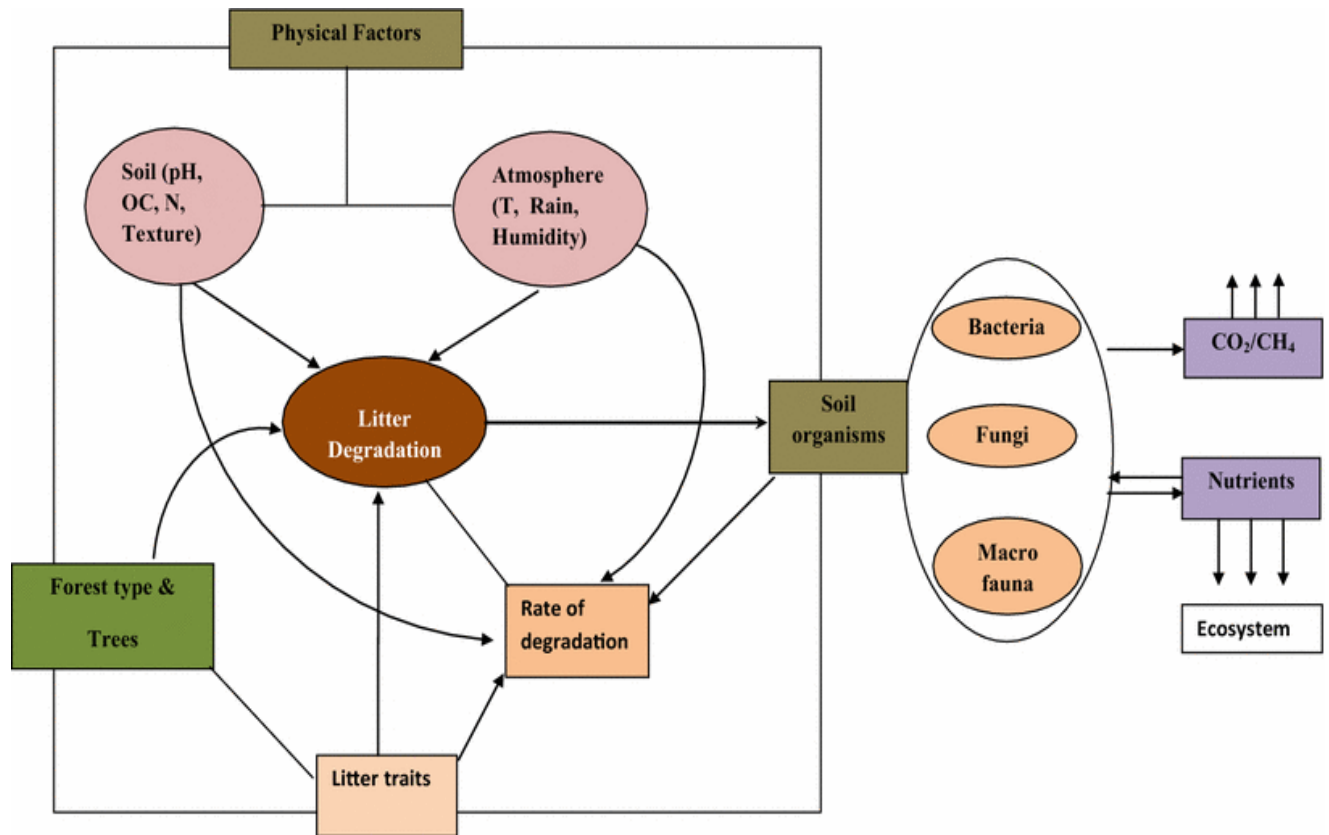 Physical Factors
Soil (pH,
OC, N,
Texture)
Atmosphere
(T, Rain,
Humidity)
Bacteria
CO₂/CH₄
Litter
Degradation
Soil
organisms
Fungi
Nutrients
Macro
fauna
Forest type &
Trees
Rate of
degradation
Ecosystem
Litter traits